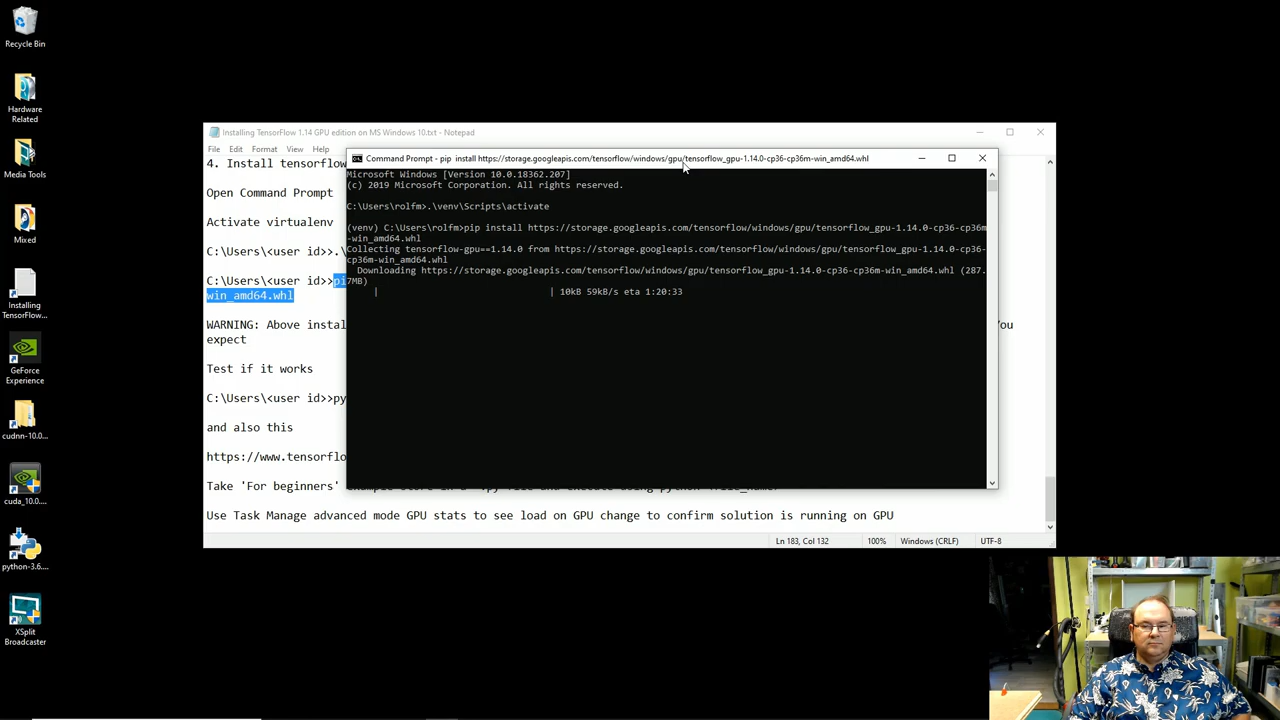 Recycle Bin
Hardware
Related
Media Tools
Mixed
Installing
TensorFlow...
GeForce
Experience
cudnn-10.0....
cuda_10.0....
python-3.6....
XSplit
Broadcaster
Installing TensorFlow 1.14 GPU edition on MS Windows 10.txt - Notepad
File Edit Format View Help
4. Install tensorflow
Open Command Prompt
Activate virtualenv
C:\Users\<user id>>.\
C:\Users\<user id>>pi
win_amd64.whl
WARNING: Above instal
You
expect
Test if it works
C:\Users\<user id>>py
and also this
https://www.tensorflo
Take 'For beginners'
Use Task Manage advanced mode GPU stats to see load on GPU change to confirm solution is running on GPU
Ln 183, Col 132 100% Windows (CRLF) UTF-8
Command Prompt - pip install https://storage.googleapis.com/tensorflow/windows/gpu/tensorflow_gpu-1.14.0-cp36-cp36m-win_amd64.whl
Microsoft Windows [Version 10.0.18362.207]
(c) 2019 Microsoft Corporation. All rights reserved.
C:\Users\rolfm>.\venv\Scripts\activate
(venv) C:\Users\rolfm>pip install https://storage.googleapis.com/tensorflow/windows/gpu/tensorflow_gpu-1.14.0-cp36-cp36m
-win_amd64.whl
Collecting tensorflow-gpu==1.14.0 from https://storage.googleapis.com/tensorflow/windows/gpu/tensorflow_gpu-1.14.0-cp36-
cp36m-win_amd64.whl
Downloading https://storage.googleapis.com/tensorflow/windows/gpu/tensorflow_gpu-1.14.0-cp36-cp36m-win_amd64.whl (287.
7MB)
| | 10kB 59kB/s eta 1:20:33